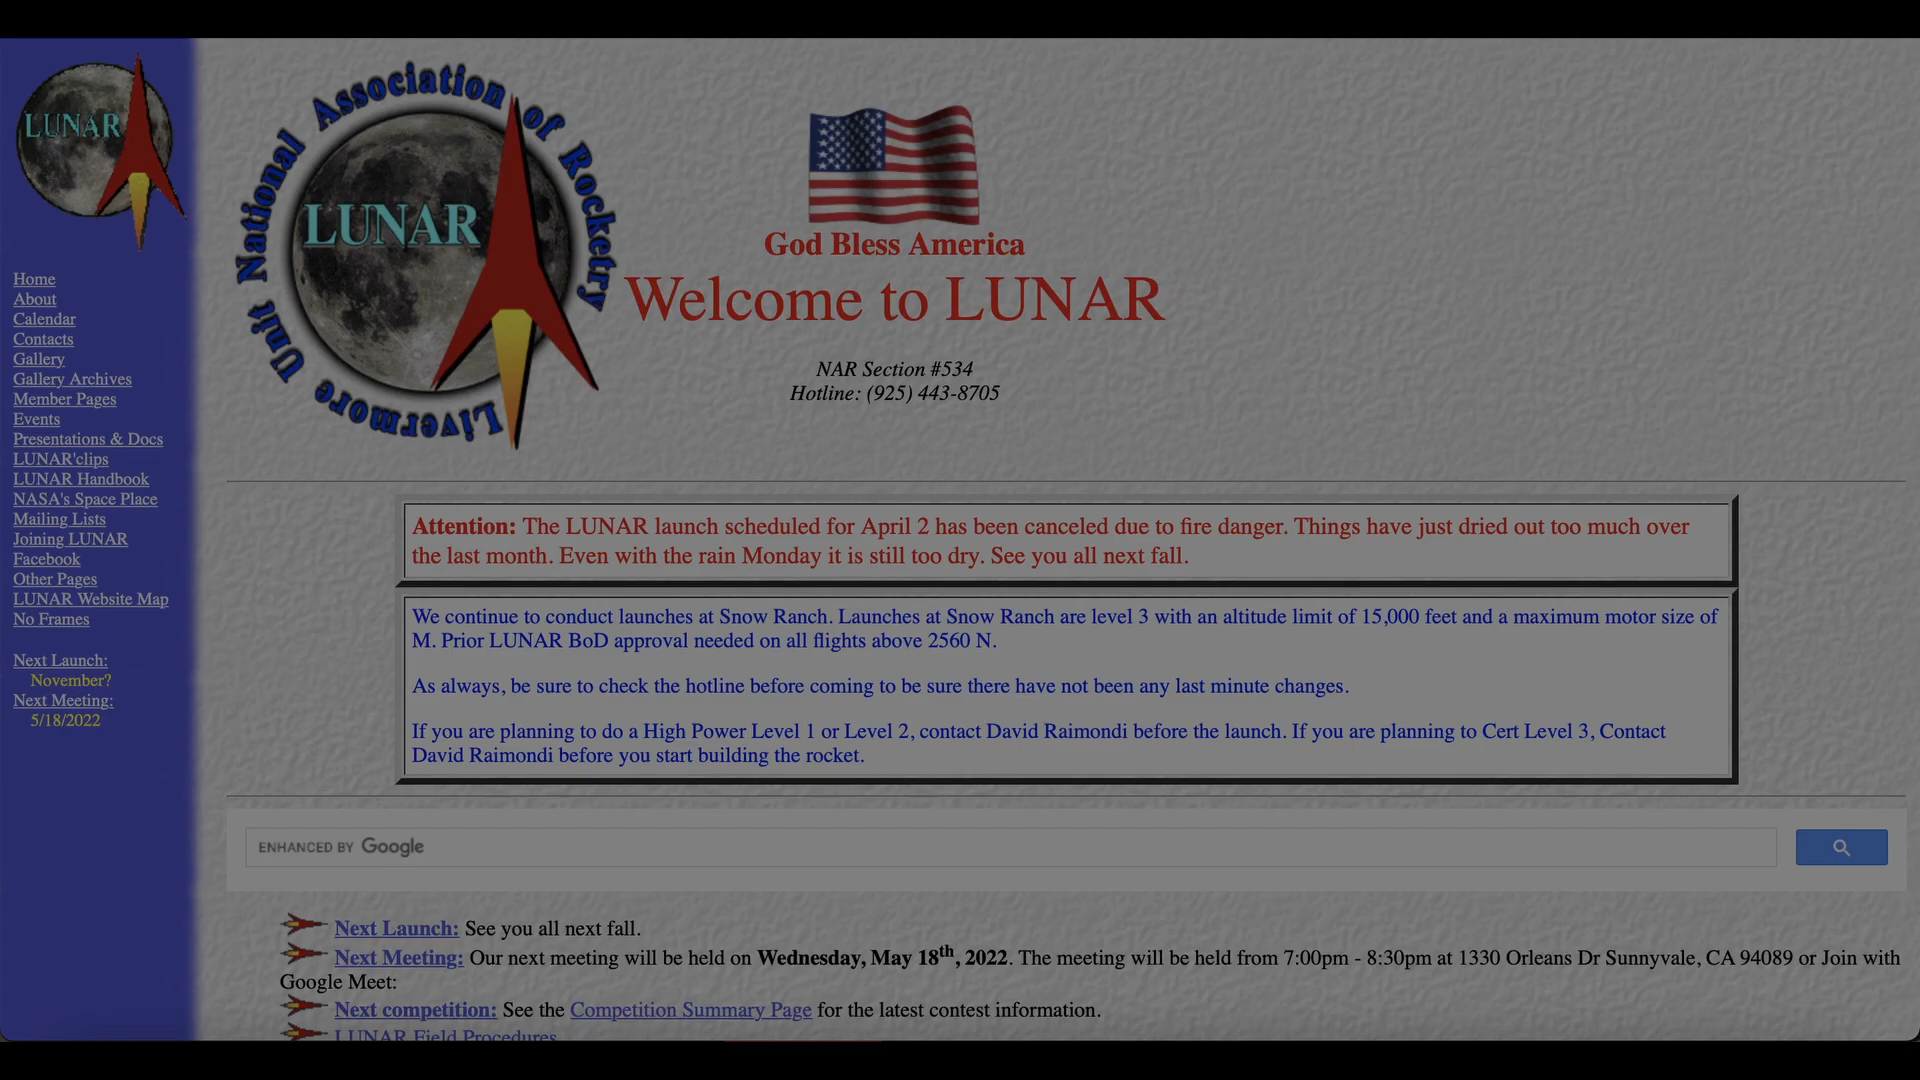 LUNAR
Home
About
Calendar
Contacts
Gallery
Gallery Archives
Member Pages
Events
Presentations & Docs
LUNAR'clips
LUNAR Handbook
NASA's Space Place
Mailing Lists
Joining LUNAR
Facebook
Other Pages
LUNAR Website Map
No Frames
Next Launch:
November?
Next Meeting:
5/18/2022
Livermore Unit National Association of Rocketry
LUNAR
God Bless America
Welcome to LUNAR
NAR Section #534
Hotline: (925) 443-8705
Attention: The LUNAR launch scheduled for April 2 has been canceled due to fire danger. Things have just dried out too much over
the last month. Even with the rain Monday it is still too dry. See you all next fall.
We continue to conduct launches at Snow Ranch. Launches at Snow Ranch are level 3 with an altitude limit of 15,000 feet and a maximum motor size of
M. Prior LUNAR BoD approval needed on all flights above 2560 N.
As always, be sure to check the hotline before coming to be sure there have not been any last minute changes.
If you are planning to do a High Power Level 1 or Level 2, contact David Raimondi before the launch. If you are planning to Cert Level 3, Contact
David Raimondi before you start building the rocket.
ENHANCED BY Google
Next Launch: See you all next fall.
Next Meeting: Our next meeting will be held on Wednesday, May 18th, 2022. The meeting will be held from 7:00pm - 8:30pm at 1330 Orleans Dr Sunnyvale, CA 94089 or Join with
Google Meet:
Next competition: See the Competition Summary Page for the latest contest information.
LUNAR Field Procedures